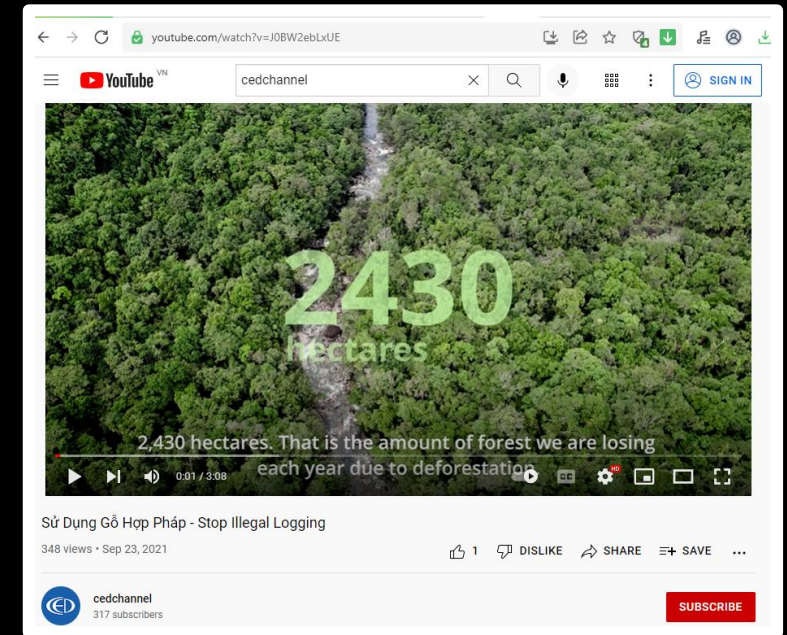 youtube.com/watch?v=J0BW2ebLxUE
4
YouTube VN
cedchannel
SIGN IN
2430
hectares
2,430 hectares. That is the amount of forest we are losing
each year due to deforestation
0:01 / 3:08
CC
HD
Sử Dụng Gỗ Hợp Pháp - Stop Illegal Logging
348 views • Sep 23, 2021
1 DISLIKE SHARE SAVE ...
CED
cedchannel
317 subscribers
SUBSCRIBE